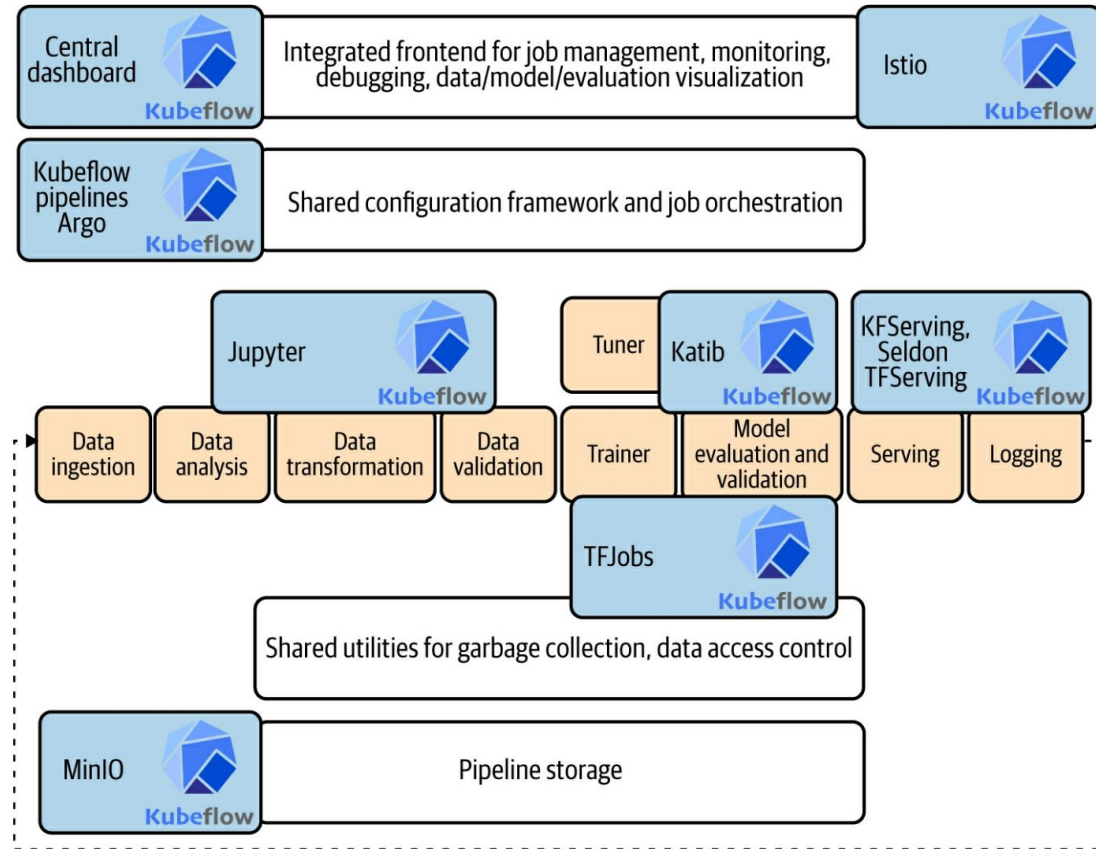 Central
dashboard
Kubeflow
Integrated frontend for job management, monitoring,
debugging, data/model/evaluation visualization
Istio
Kubeflow
Kubeflow
pipelines
Argo
Kubeflow
Shared configuration framework and job orchestration
Jupyter
Kubeflow
Tuner
Katib
Kubeflow
KFServing,
Seldon
TFServing
Kubeflow
Data
ingestion
Data
analysis
Data
transformation
Data
validation
Trainer
Model
evaluation and
validation
Serving
Logging
TFJobs
Kubeflow
Shared utilities for garbage collection, data access control
MinIO
Kubeflow
Pipeline storage